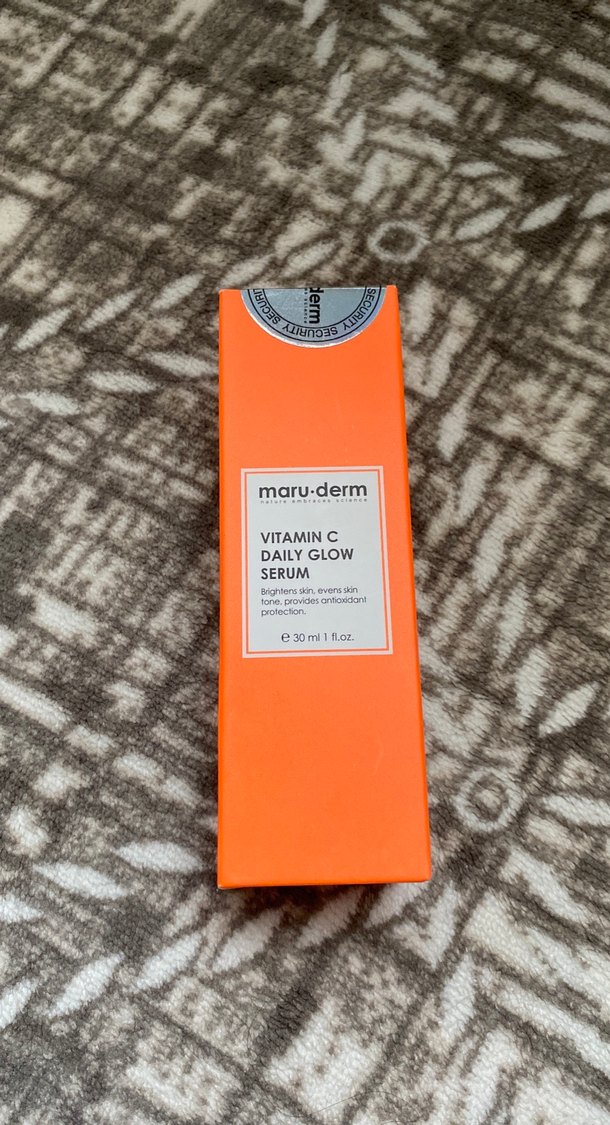 derm
SECURITY SECURITY SECURITY
maru·derm
nature embraces science
VITAMIN C
DAILY GLOW
SERUM
Brightens skin, evens skin
tone, provides antioxidant
protection.
℮ 30 ml 1 fl.oz.